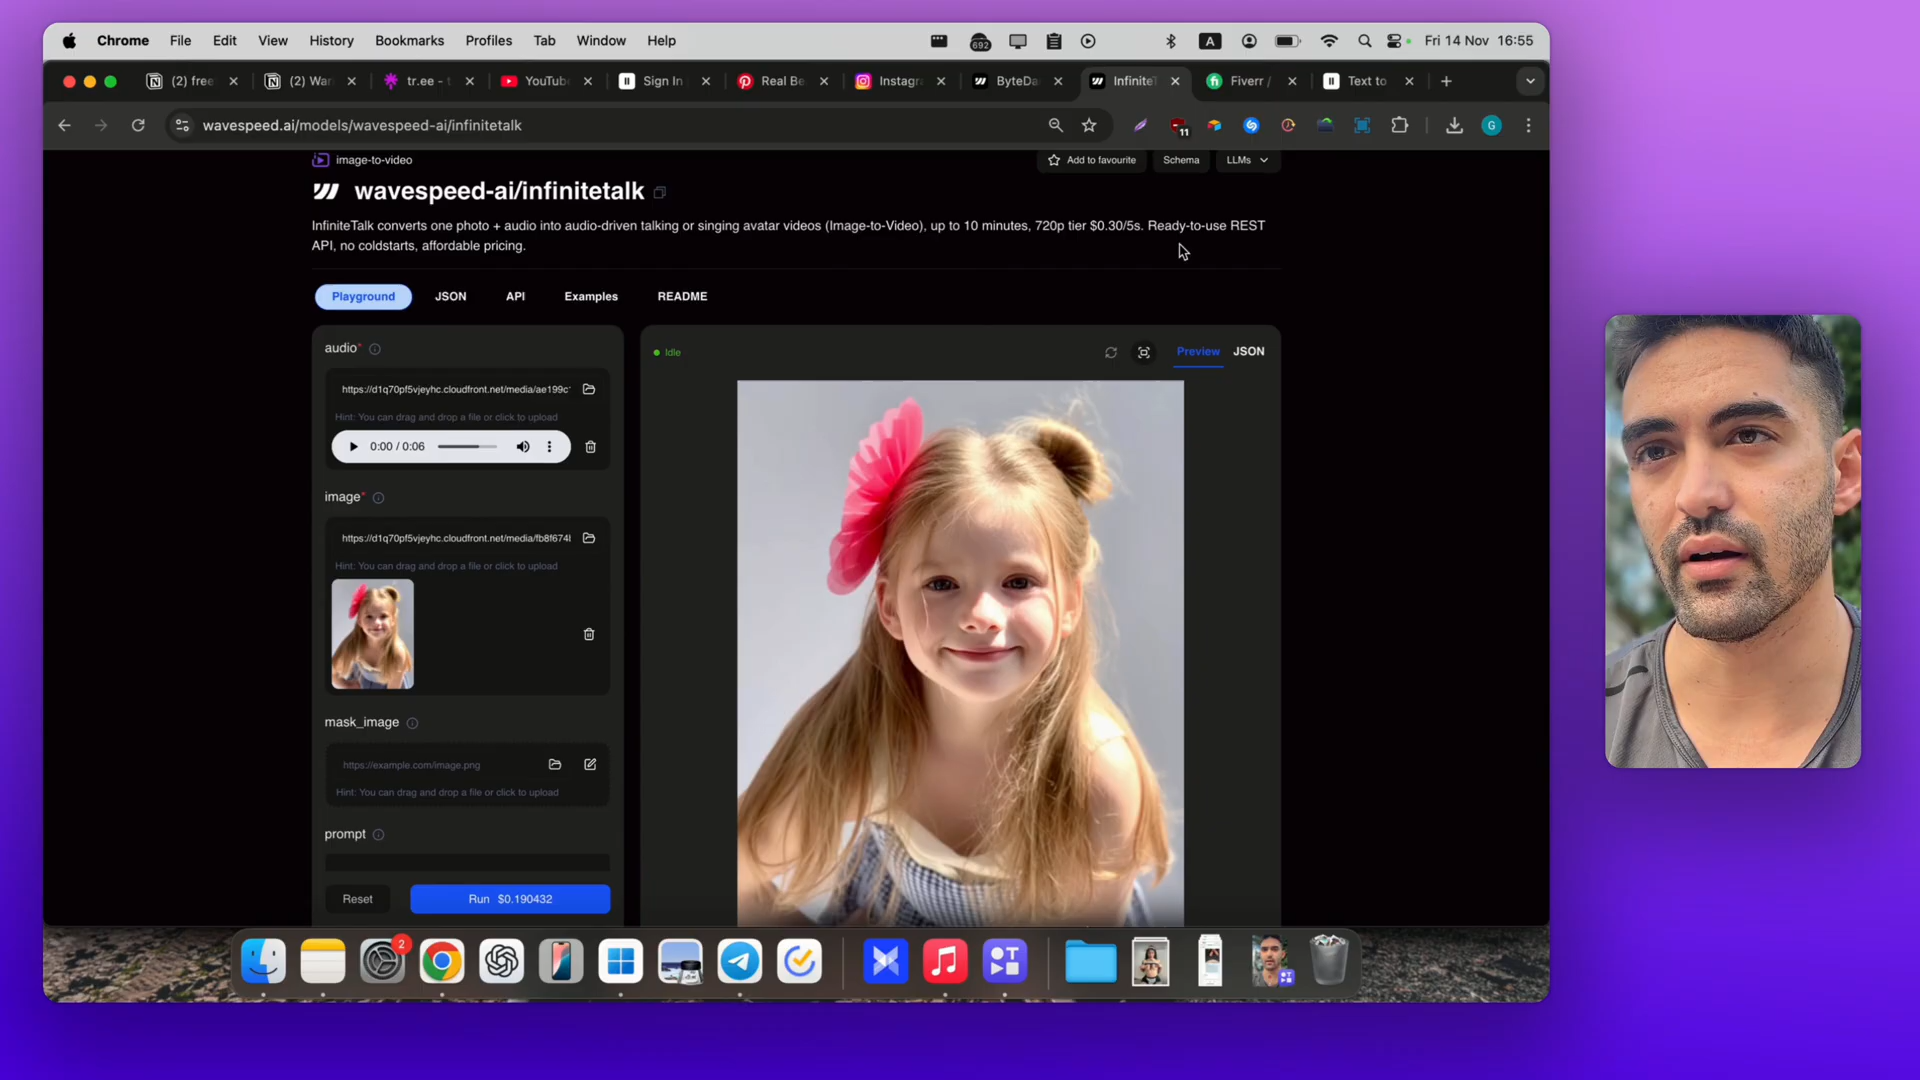 Chrome File Edit View History Bookmarks Profiles Tab Window Help
692
A
Fri 14 Nov 16:55
(2) free
(2) Wan
tr.ee - t
YouTube
Sign In
Real Be
Instagra
ByteDa
InfiniteT
Fiverr /
Text to
wavespeed.ai/models/wavespeed-ai/infinitetalk
11
G
image-to-video
Add to favourite
Schema
LLMs
wavespeed-ai/infinitetalk
InfiniteTalk converts one photo + audio into audio-driven talking or singing avatar videos (Image-to-Video), up to 10 minutes, 720p tier $0.30/5s. Ready-to-use REST
API, no coldstarts, affordable pricing.
Playground JSON API Examples README
audio*
https://d1q70pf5vjeyhc.cloudfront.net/media/ae199c
Hint: You can drag and drop a file or click to upload
0:00 / 0:06
image*
https://d1q70pf5vjeyhc.cloudfront.net/media/fb8f674
Hint: You can drag and drop a file or click to upload
mask_image
https://example.com/image.png
Hint: You can drag and drop a file or click to upload
prompt
Reset
Run $0.190432
Idle
Preview JSON
2